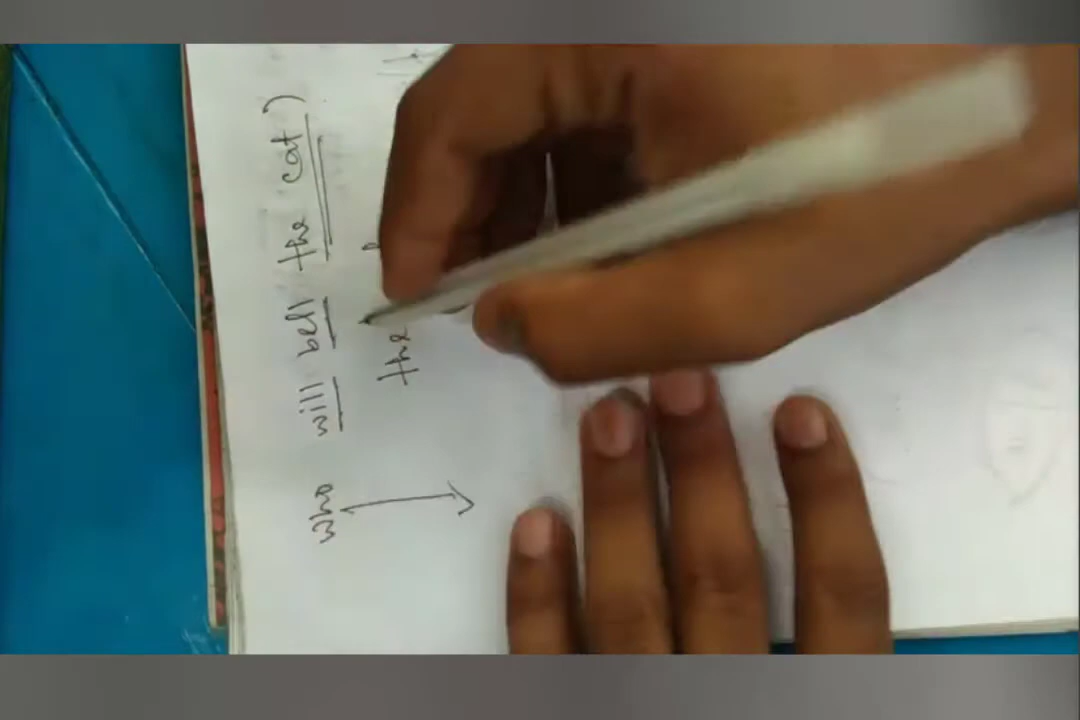 who will bell the cat)
the